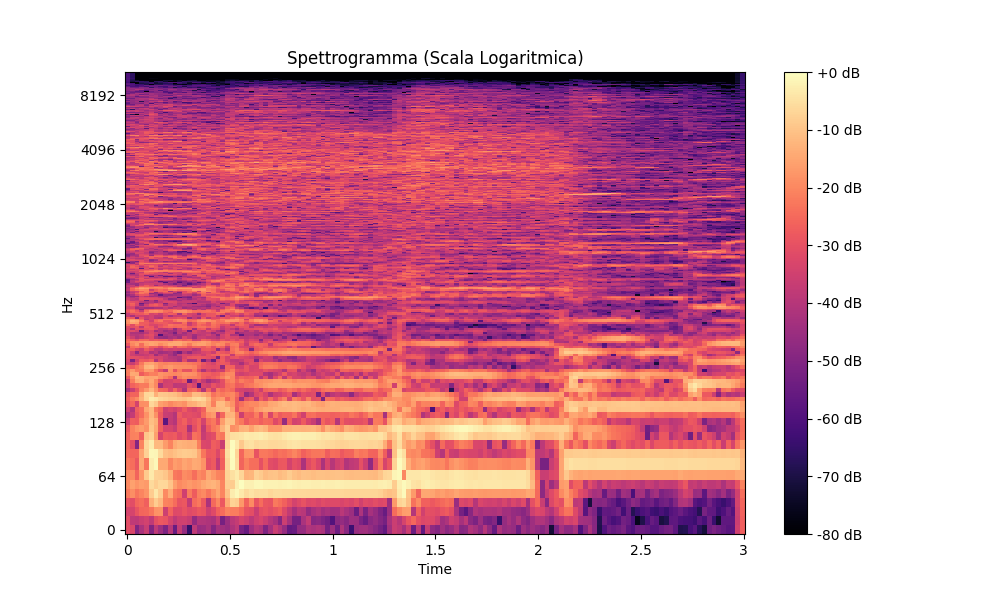 Spettrogramma (Scala Logaritmica)
Hz
8192
4096
2048
1024
512
256
128
64
0
0
0.5
1
1.5
2
2.5
3
Time
+0 dB
-10 dB
-20 dB
-30 dB
-40 dB
-50 dB
-60 dB
-70 dB
-80 dB